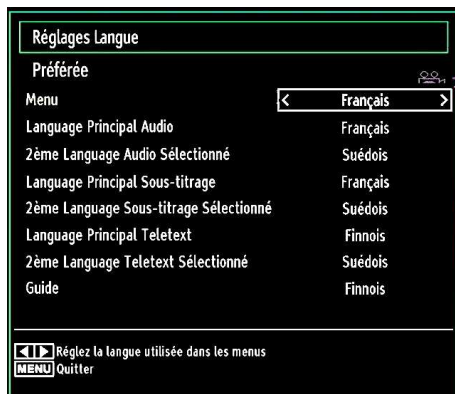 Réglages Langue
Préférée
Menu < Français >
Language Principal Audio Français
2ème Language Audio Sélectionné Suédois
Language Principal Sous-titrage Français
2ème Language Sous-titrage Sélectionné Suédois
Language Principal Teletext Finnois
2ème Language Teletext Sélectionné Suédois
Guide Finnois
Réglez la langue utilisée dans les menus
MENU Quitter